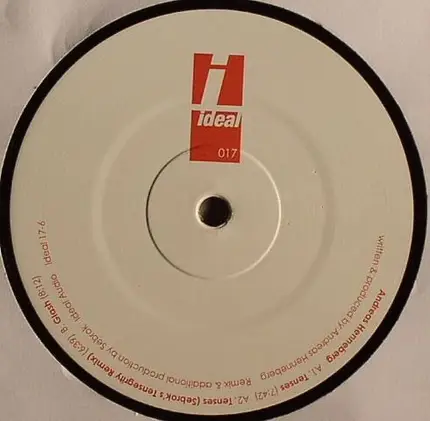 ideal
017
Andreas Henneberg A1. Tenses (7:42) A2. Tenses (Sebrok's Tensegrity Remix) (6:39) B. Glash (8:12)
written & produced by Andreas Henneberg Remix & additional production by Sebrok Ideal Audio ideal 17-6